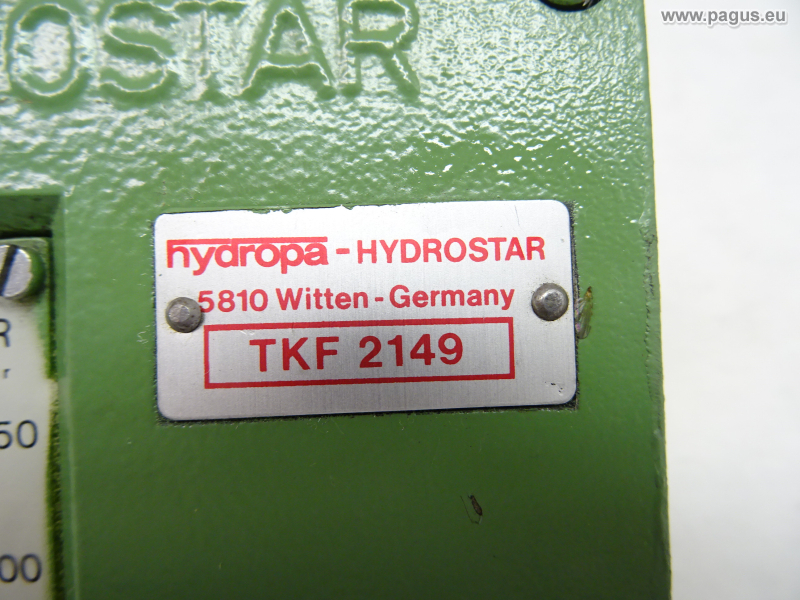 www.pagus.eu
OSTAR
hydropa - HYDROSTAR
5810 Witten - Germany
TKF 2149
R
r
50
00